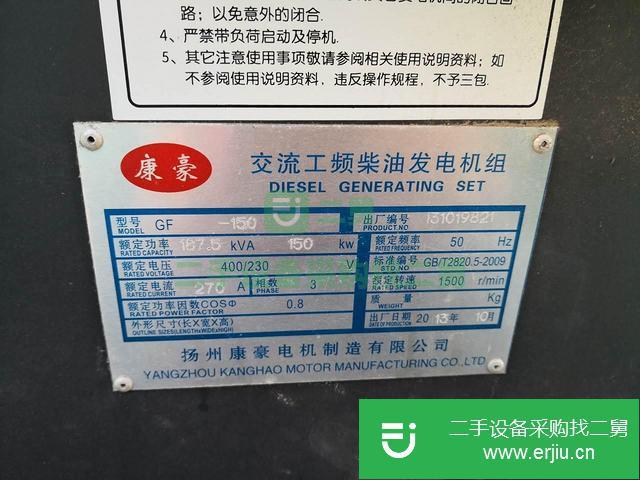 路；以免意外的闭合.
4、严禁带负荷启动及停机.
5、其它注意使用事项敬请参阅相关使用说明资料；如
不参阅使用说明资料，违反操作规程，不予三包.
康豪
交流工频柴油发电机组
DIESEL GENERATING SET
型号 MODEL GF -150 出厂编号 PRODUCT.NO 131019821
额定功率 RATED CAPACITY 187.5 kVA 150 kw 额定频率 RATED FREQUENCY 50 Hz
额定电压 RATED VOLTAGE 400/230 V 标准编号 STD.NO GB/T2820.5-2009
额定电流 RATED CURRENT 270 A 相数 PHASE 3 额定转速 RATED SPEED 1500 r/min
额定功率因数COSΦ RATED POWER FACTOR 0.8 质量 WEIGHT Kg
外形尺寸(长X宽X高) OUTLINE SIZES(LENGTHxWIDExHIGH) 出厂日期 2013年 10月
扬州康豪电机制造有限公司
YANGZHOU KANGHAO MOTOR MANUFACTURING CO.,LTD
二手设备采购找二舅
www.erjiu.cn